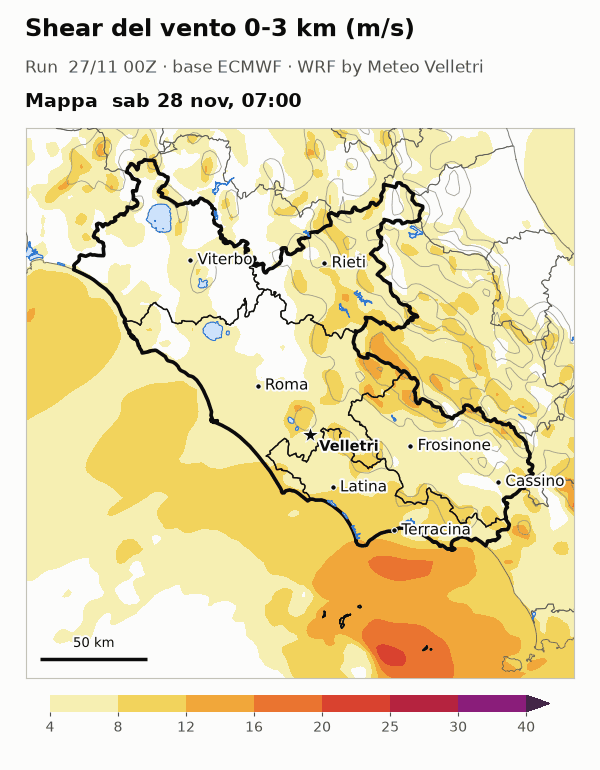 Shear del vento 0-3 km (m/s)
Run  27/11 00Z · base ECMWF · WRF by Meteo Velletri
Mappa  sab 28 nov, 07:00
Viterbo
Rieti
Roma
Velletri
Frosinone
Cassino
Latina
Terracina
50 km
4 8 12 16 20 25 30 40